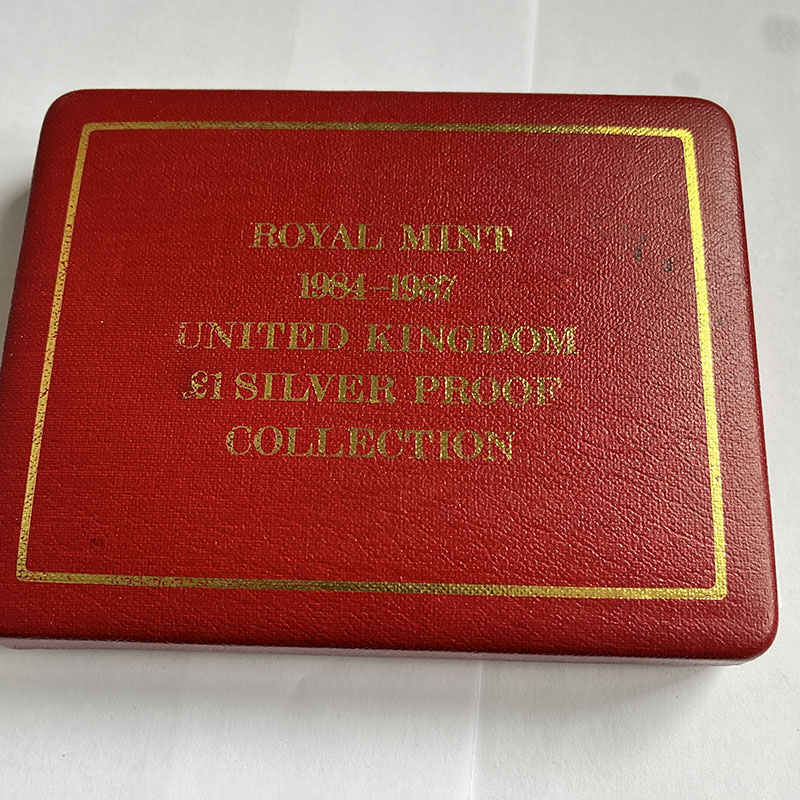 ROYAL MINT
1984-1987
UNITED KINGDOM
£1 SILVER PROOF
COLLECTION